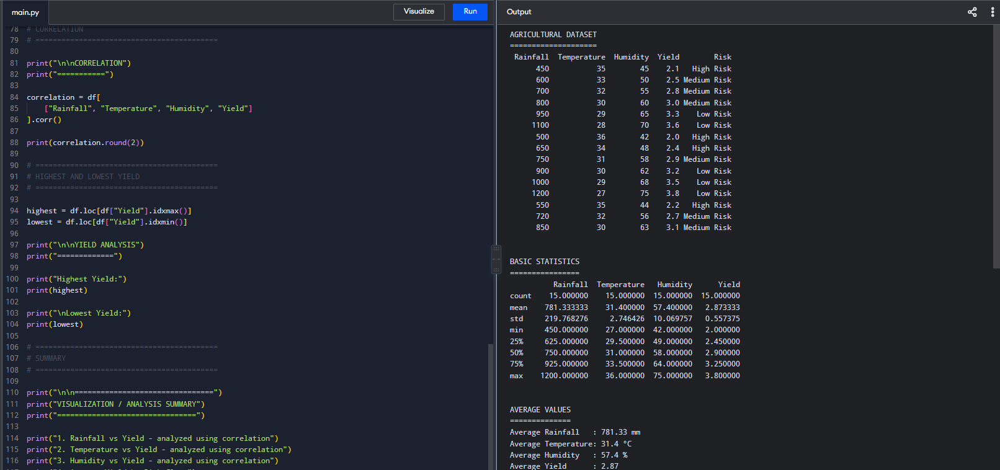 main.py
Visualize
Run
78 # CORRELATION
79 # ==========================================
80
81 print("\n\nCORRELATION")
82 print("===========")
83
84 correlation = df[
85     ["Rainfall", "Temperature", "Humidity", "Yield"]
86 ].corr()
87
88 print(correlation.round(2))
89
90 # ==========================================
91 # HIGHEST AND LOWEST YIELD
92 # ==========================================
93
94 highest = df.loc[df["Yield"].idxmax()]
95 lowest = df.loc[df["Yield"].idxmin()]
96
97 print("\n\nYIELD ANALYSIS")
98 print("=============")
99
100 print("Highest Yield:")
101 print(highest)
102
103 print("\nLowest Yield:")
104 print(lowest)
105
106 # ==========================================
107 # SUMMARY
108 # ==========================================
109
110 print("\n\n================================")
111 print("VISUALIZATION / ANALYSIS SUMMARY")
112 print("================================")
113
114 print("1. Rainfall vs Yield - analyzed using correlation")
115 print("2. Temperature vs Yield - analyzed using correlation")
116 print("3. Humidity vs Yield - analyzed using correlation")
Output
AGRICULTURAL DATASET
====================
Rainfall  Temperature  Humidity  Yield        Risk
450           35        45    2.1   High Risk
600           33        50    2.5 Medium Risk
700           32        55    2.8 Medium Risk
800           30        60    3.0 Medium Risk
950           29        65    3.3    Low Risk
1100           28        70    3.6    Low Risk
500           36        42    2.0   High Risk
650           34        48    2.4   High Risk
750           31        58    2.9 Medium Risk
900           30        62    3.2    Low Risk
1000           29        68    3.5    Low Risk
1200           27        75    3.8    Low Risk
550           35        44    2.2   High Risk
720           32        56    2.7 Medium Risk
850           30        63    3.1 Medium Risk
BASIC STATISTICS
================
Rainfall  Temperature   Humidity      Yield
count    15.000000    15.000000  15.000000  15.000000
mean    781.333333    31.400000  57.400000   2.873333
std     219.768276     2.746426  10.069757   0.557375
min     450.000000    27.000000  42.000000   2.000000
25%     625.000000    29.500000  49.000000   2.450000
50%     750.000000    31.000000  58.000000   2.900000
75%     925.000000    33.500000  64.000000   3.250000
max    1200.000000    36.000000  75.000000   3.800000
AVERAGE VALUES
==============
Average Rainfall   : 781.33 mm
Average Temperature: 31.4 °C
Average Humidity   : 57.4 %
Average Yield      : 2.87